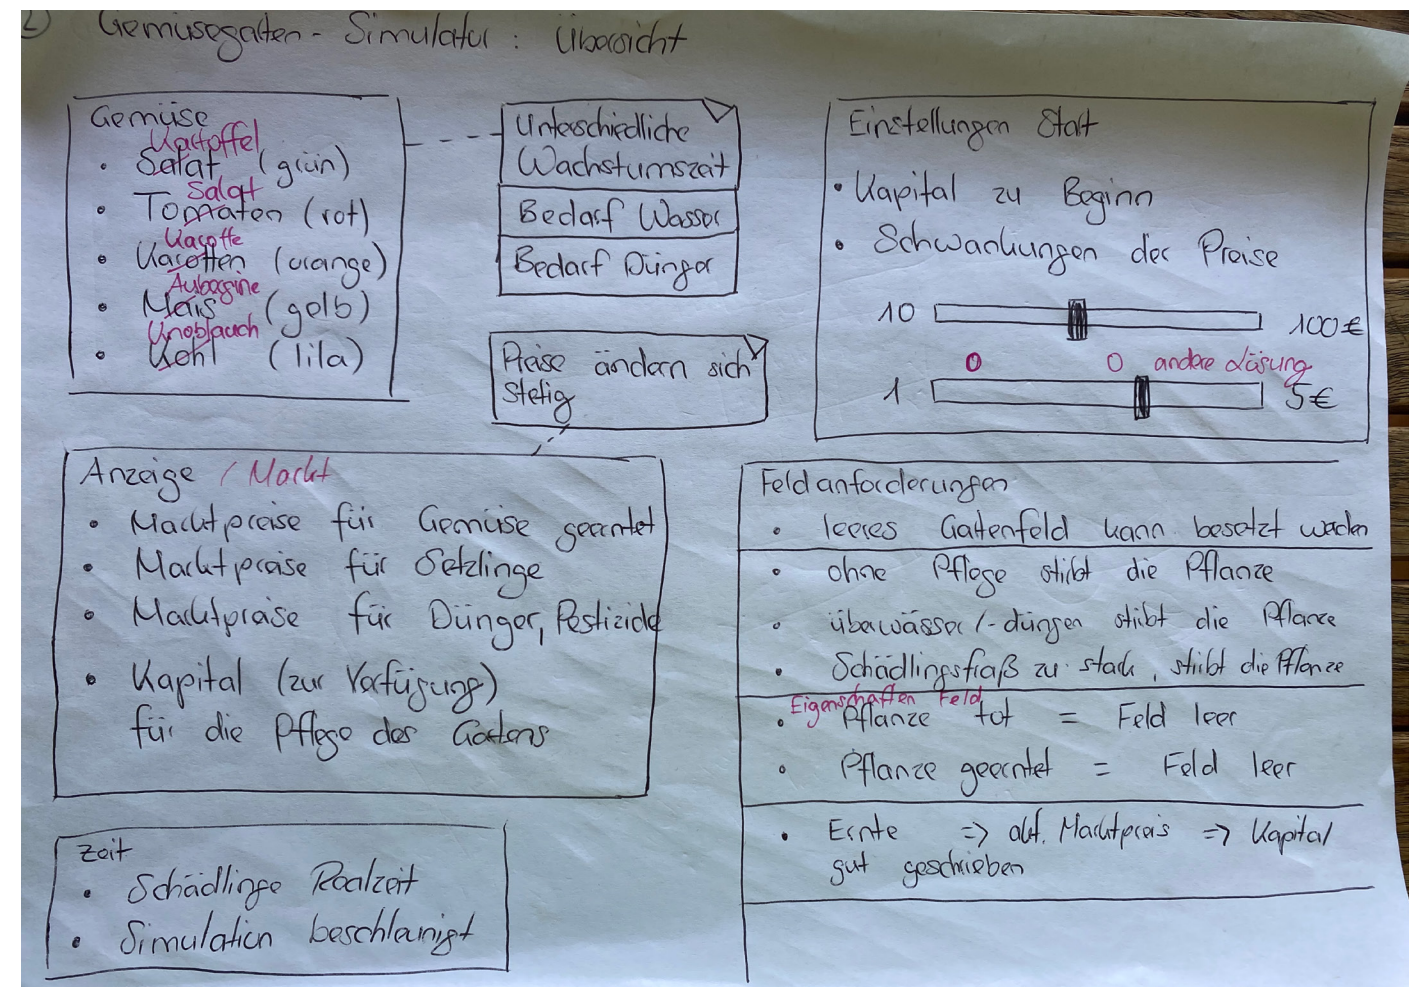 2)
Gemüsegarten - Simulator : Übersicht
Gemüse
Kartoffel
• Salat (grün)
Salat
• Tomaten (rot)
Karotte
• Karotten (orange)
Aubergine
• Mais (gelb)
Knoblauch
• Kohl (lila)
Unterschiedliche
Wachstumszeit
Bedarf Wasser
Bedarf Dünger
Preise ändern sich
stetig
Einstellungen Start
• Kapital zu Beginn
• Schwankungen der Preise
10 100€
O O andere Lösung
1 5€
Anzeige / Markt
• Marktpreise für Gemüse geerntet
• Marktpreise für Setzlinge
• Marktpreise für Dünger, Pestizide
• Kapital (zur Verfügung)
für die Pflege des Gartens
Feldanforderungen
• leeres Gartenfeld kann besetzt werden
• ohne Pflege stirbt die Pflanze
• überwässer/-düngen stirbt die Pflanze
• Schädlingsfraß zu stark, stirbt die Pflanze
Eigenschaften Feld
• Pflanze tot = Feld leer
• Pflanze geerntet = Feld leer
• Ernte => akt. Marktpreis => Kapital
gut geschrieben
Zeit
• Schädlinge Realzeit
• Simulation beschleunigt